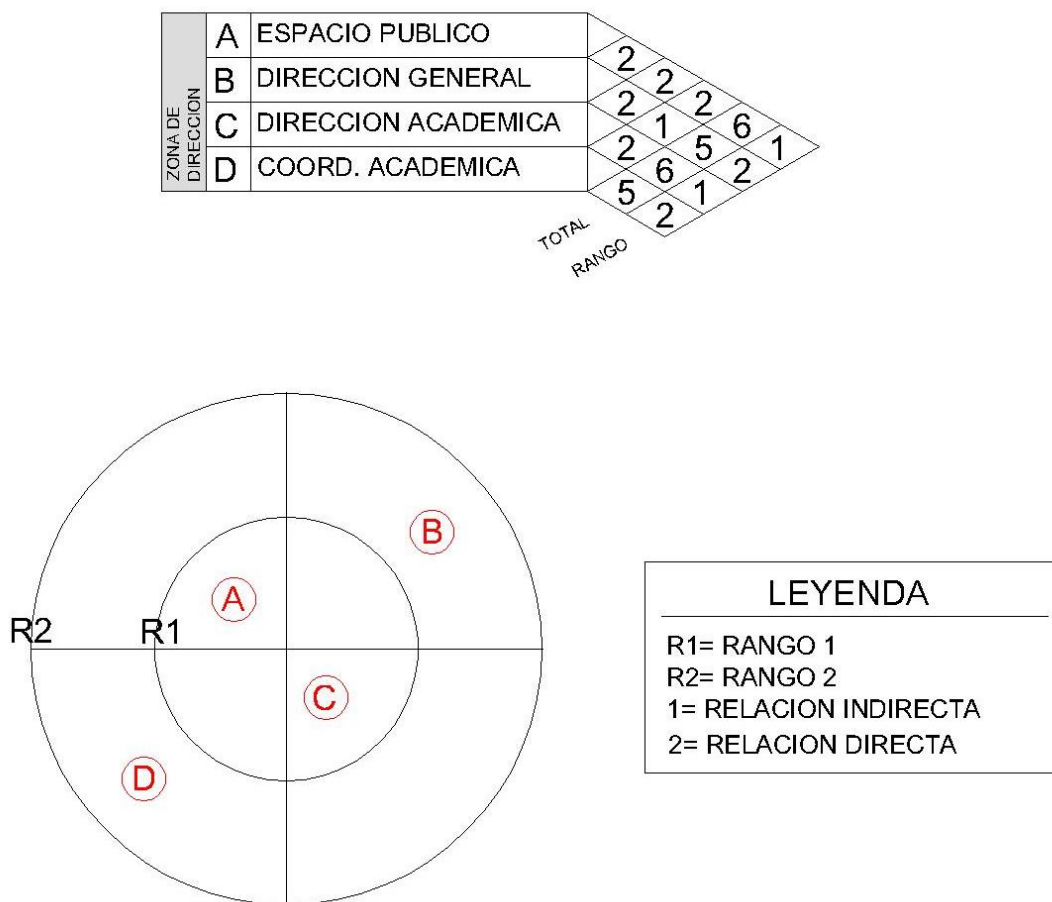 ZONA DE
DIRECCION
A ESPACIO PUBLICO
B DIRECCION GENERAL
C DIRECCION ACADEMICA
D COORD. ACADEMICA
2
2
2 2
1 6
2 5 1
6 2
5 1
2
TOTAL
RANGO
B
A
R2 R1
C
D
LEYENDA
R1= RANGO 1
R2= RANGO 2
1= RELACION INDIRECTA
2= RELACION DIRECTA